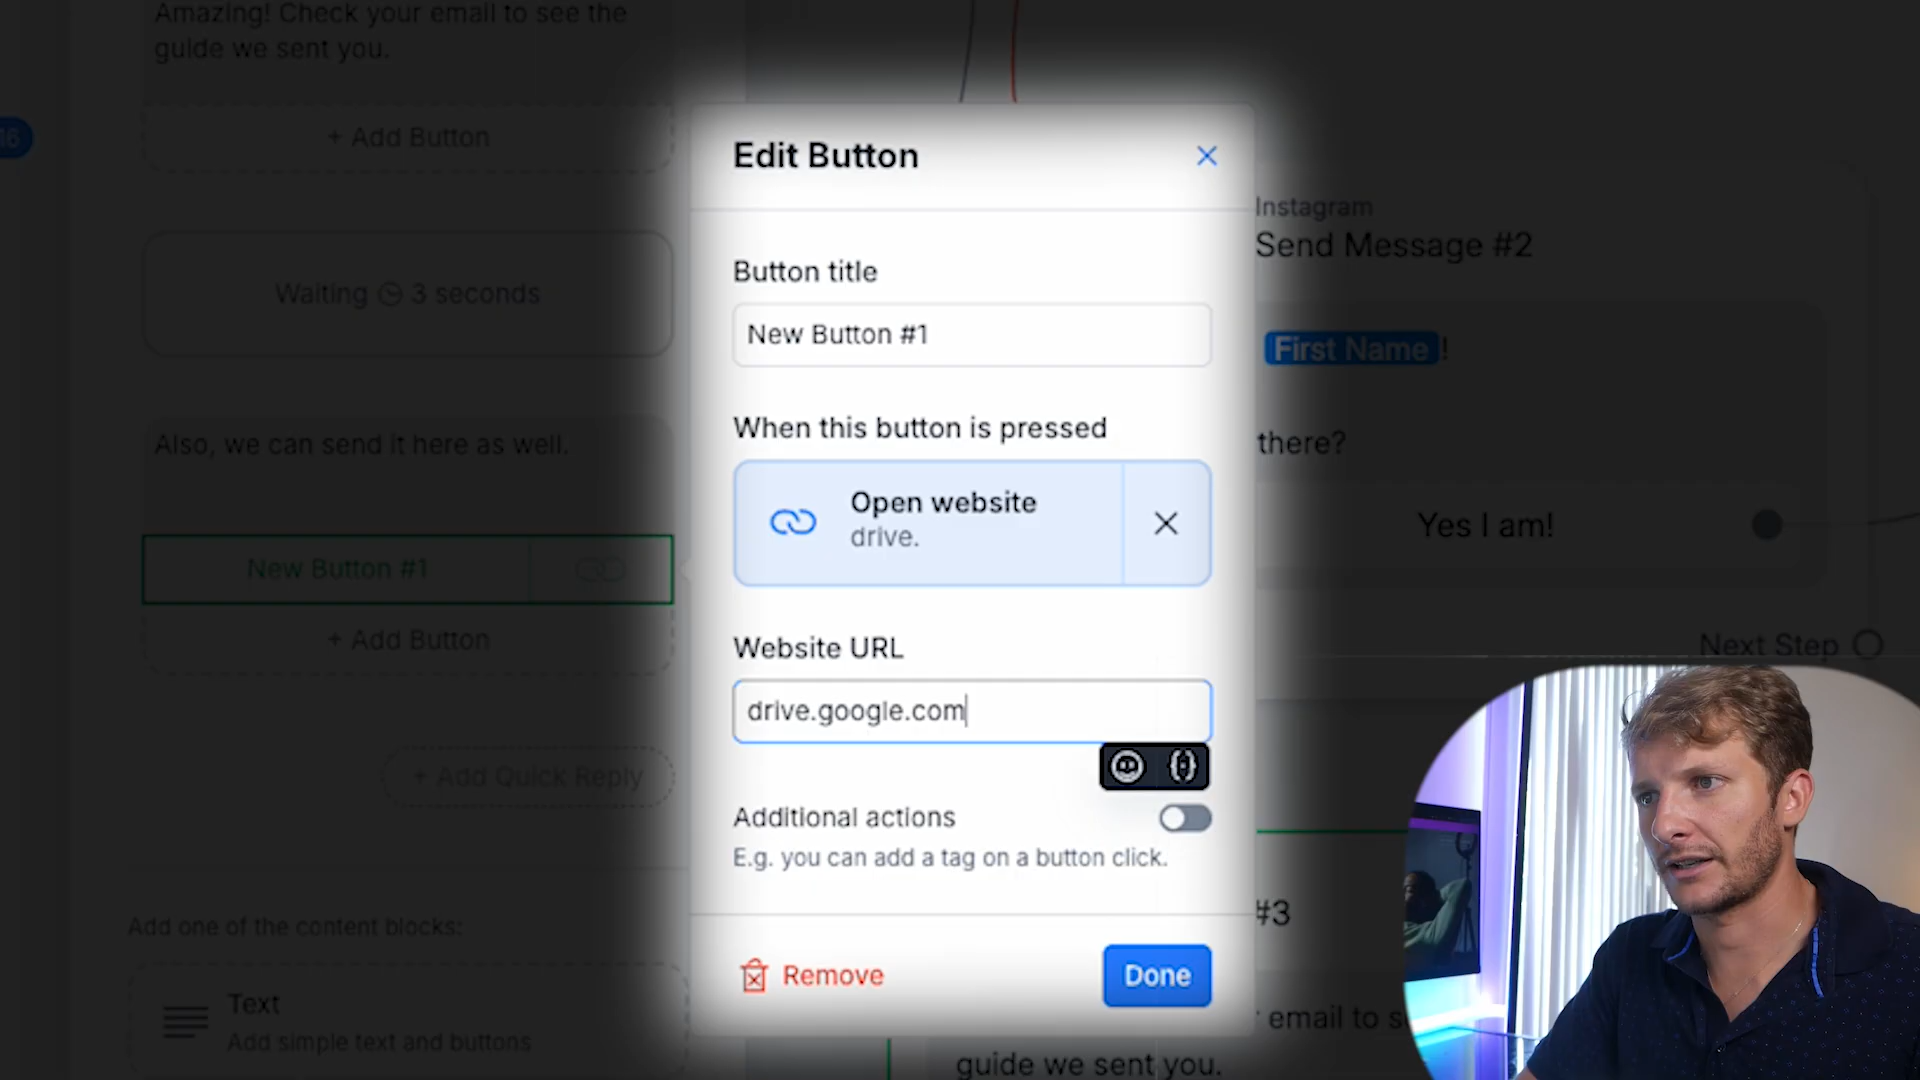 Amazing! Check your email to see the
guide we sent you.
+ Add Button
16
Waiting 3 seconds
Also, we can send it here as well.
New Button #1
+ Add Button
+ Add Quick Reply
Add one of the content blocks:
Text
Add simple text and buttons
Edit Button
Button title
New Button #1
When this button is pressed
Open website
drive.
Website URL
drive.google.com
Additional actions
E.g. you can add a tag on a button click.
Remove
Done
Instagram
Send Message #2
First Name!
there?
Yes I am!
Next Step
#3
email to s
guide we sent you.